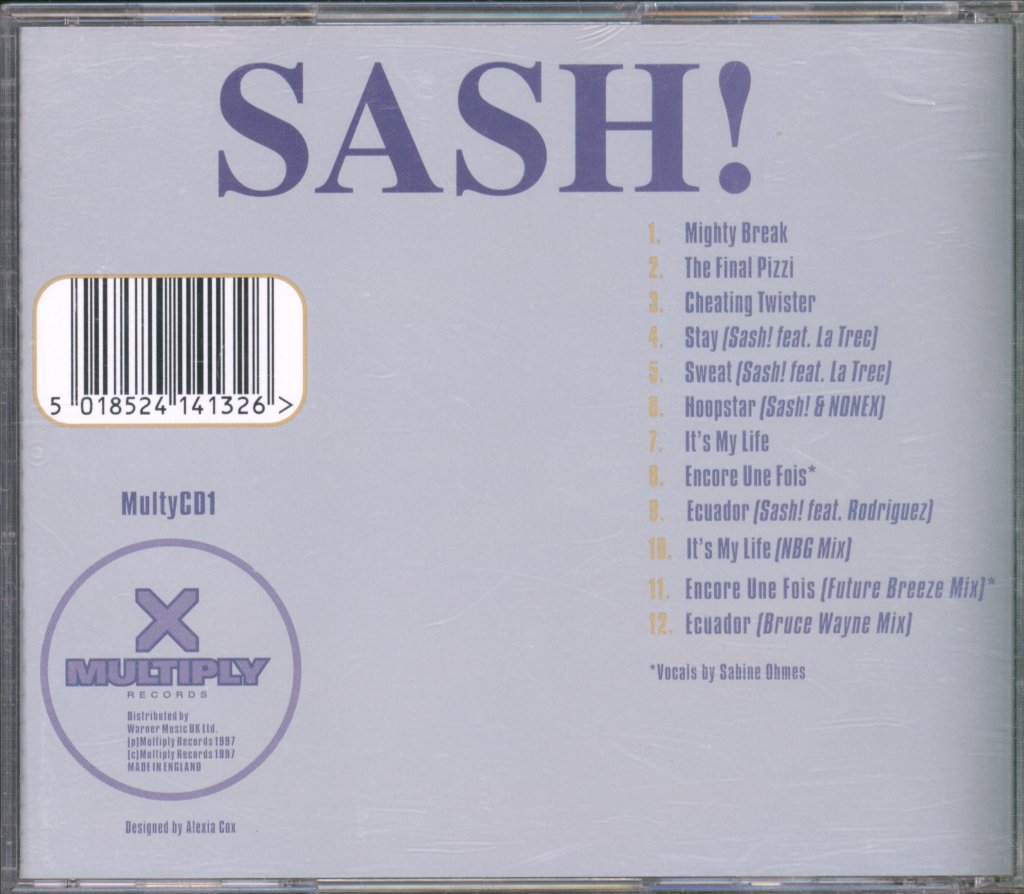 SASH!
1. Mighty Break
2. The Final Pizzi
3. Cheating Twister
4. Stay (Sash! feat. La Trec)
5. Sweat (Sash! feat. La Trec)
6. Hoopstar (Sash! & NONEX)
7. It's My Life
8. Encore Une Fois*
9. Ecuador (Sash! feat. Rodriguez)
10. It's My Life (NBG Mix)
11. Encore Une Fois (Future Breeze Mix)*
12. Ecuador (Bruce Wayne Mix)
*Vocals by Sabine Ohmes
5 018524 141326 >
MultyCD1
X
MULTIPLY
RECORDS
Distributed by
Warner Music UK Ltd.
(p)Multiply Records 1997
(c)Multiply Records 1997
MADE IN ENGLAND
Designed by Alexia Cox